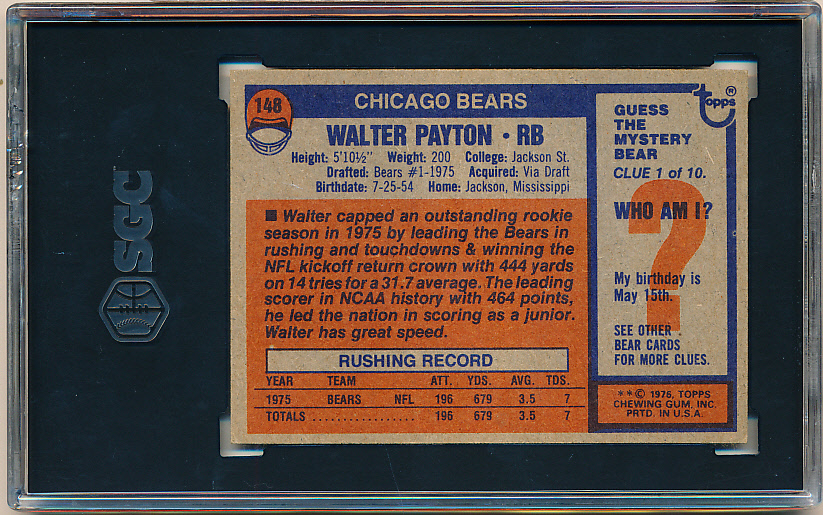 SGC
148
CHICAGO BEARS
WALTER PAYTON • RB
Height: 5'10½" Weight: 200 College: Jackson St.
Drafted: Bears #1-1975 Acquired: Via Draft
Birthdate: 7-25-54 Home: Jackson, Mississippi
■ Walter capped an outstanding rookie
season in 1975 by leading the Bears in
rushing and touchdowns & winning the
NFL kickoff return crown with 444 yards
on 14 tries for a 31.7 average. The leading
scorer in NCAA history with 464 points,
he led the nation in scoring as a junior.
Walter has great speed.
RUSHING RECORD
YEAR TEAM ATT. YDS. AVG. TDS.
1975 BEARS NFL 196 679 3.5 7
TOTALS ................. 196 679 3.5 7
topps®
GUESS
THE
MYSTERY
BEAR
CLUE 1 of 10.
WHO AM I?
?
My birthday is
May 15th.
SEE OTHER
BEAR CARDS
FOR MORE CLUES.
**© 1976, TOPPS
CHEWING GUM, INC.
PRTD. IN U.S.A.